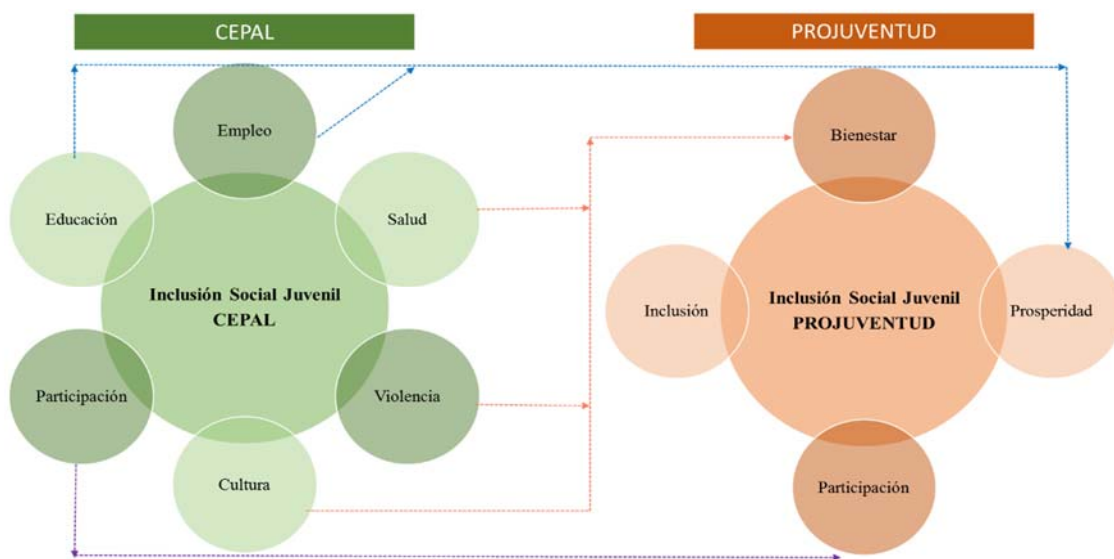 CEPAL
PROJUVENTUD
Empleo
Educación
Salud
Inclusión Social Juvenil
CEPAL
Participación
Violencia
Cultura
Bienestar
Inclusión
Inclusión Social Juvenil
PROJUVENTUD
Prosperidad
Participación